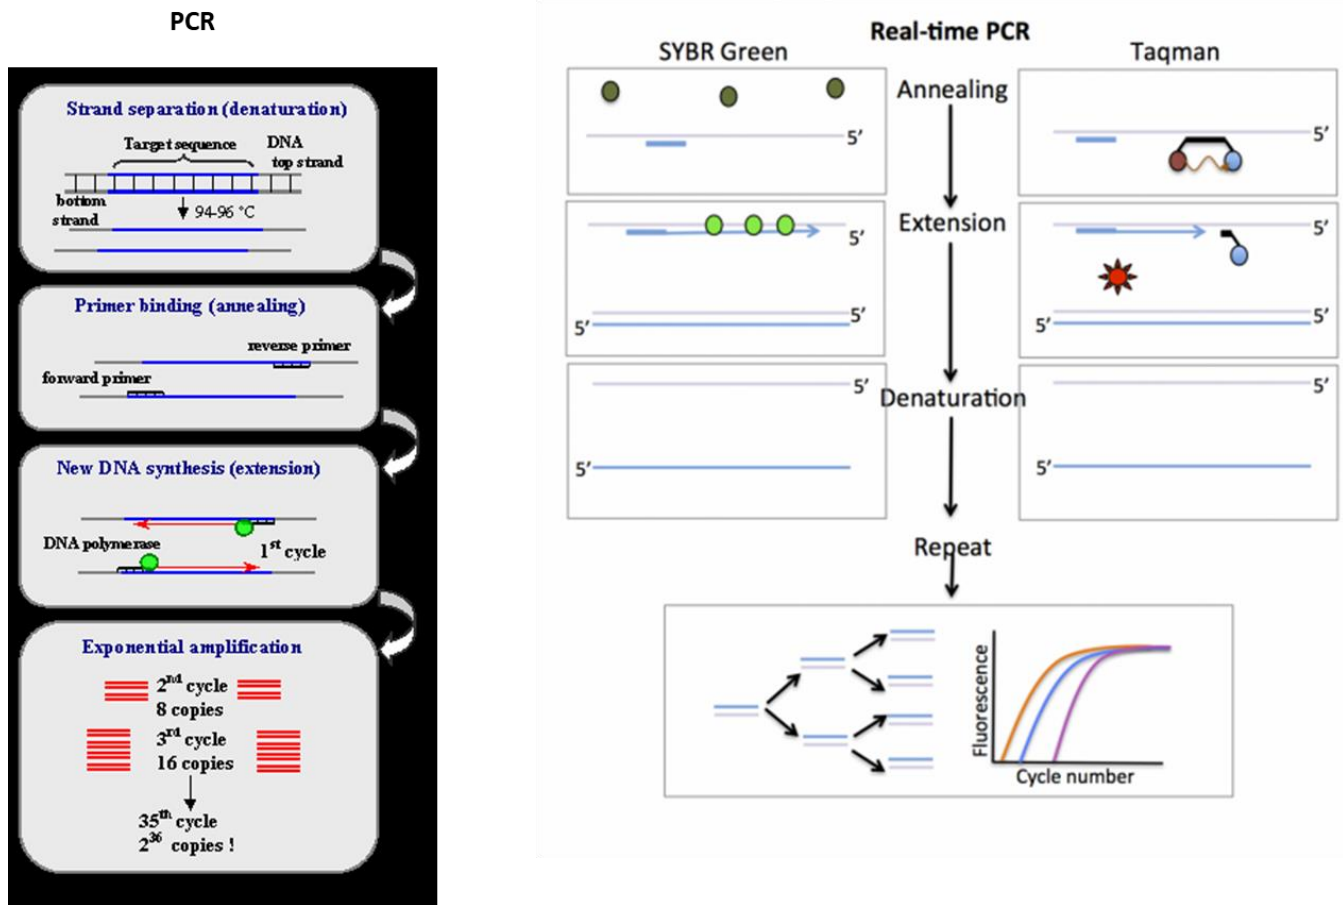 PCR
Strand separation (denaturation)
Target sequence
DNA
top strand
bottom
strand
94-96 °C
Primer binding (annealing)
reverse primer
forward primer
New DNA synthesis (extension)
DNA polymerase
1st cycle
Exponential amplification
2nd cycle
8 copies
3rd cycle
16 copies
35th cycle
2^36 copies !
Real-time PCR
SYBR Green
Taqman
Annealing
5’
5’
Extension
5’
5’
5’
5’
5’
5’
Denaturation
5’
5’
5’
5’
Repeat
Fluorescence
Cycle number